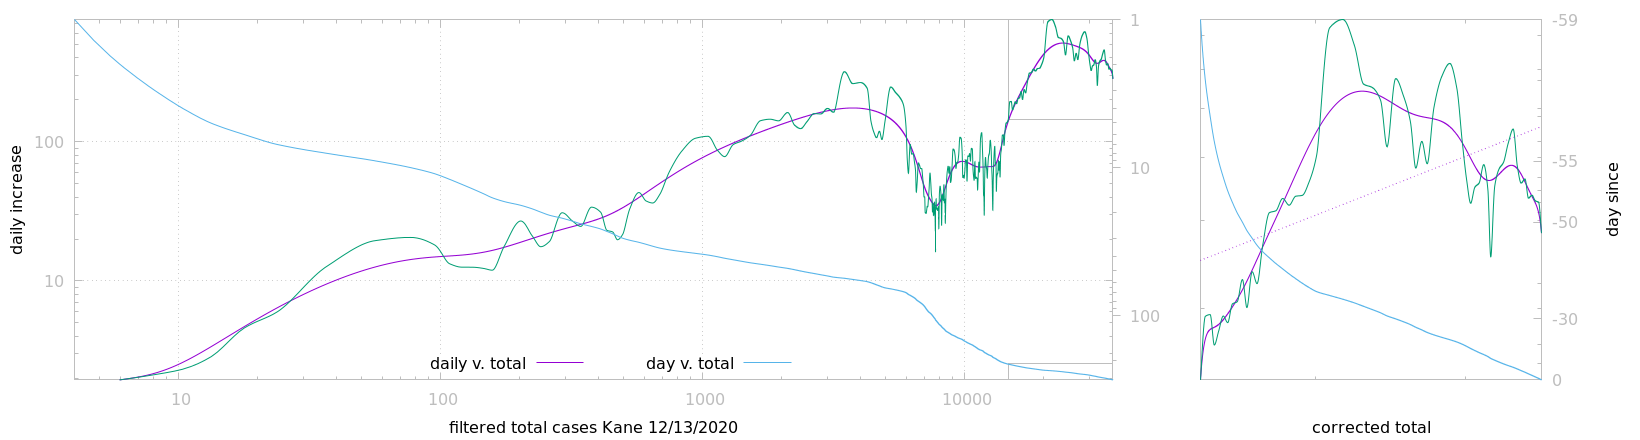 1
-59
100
10
-55
-50
daily increase
day since
10
100
-30
daily v. total
day v. total
0
10
100
1000
10000
filtered total cases Kane 12/13/2020
corrected total